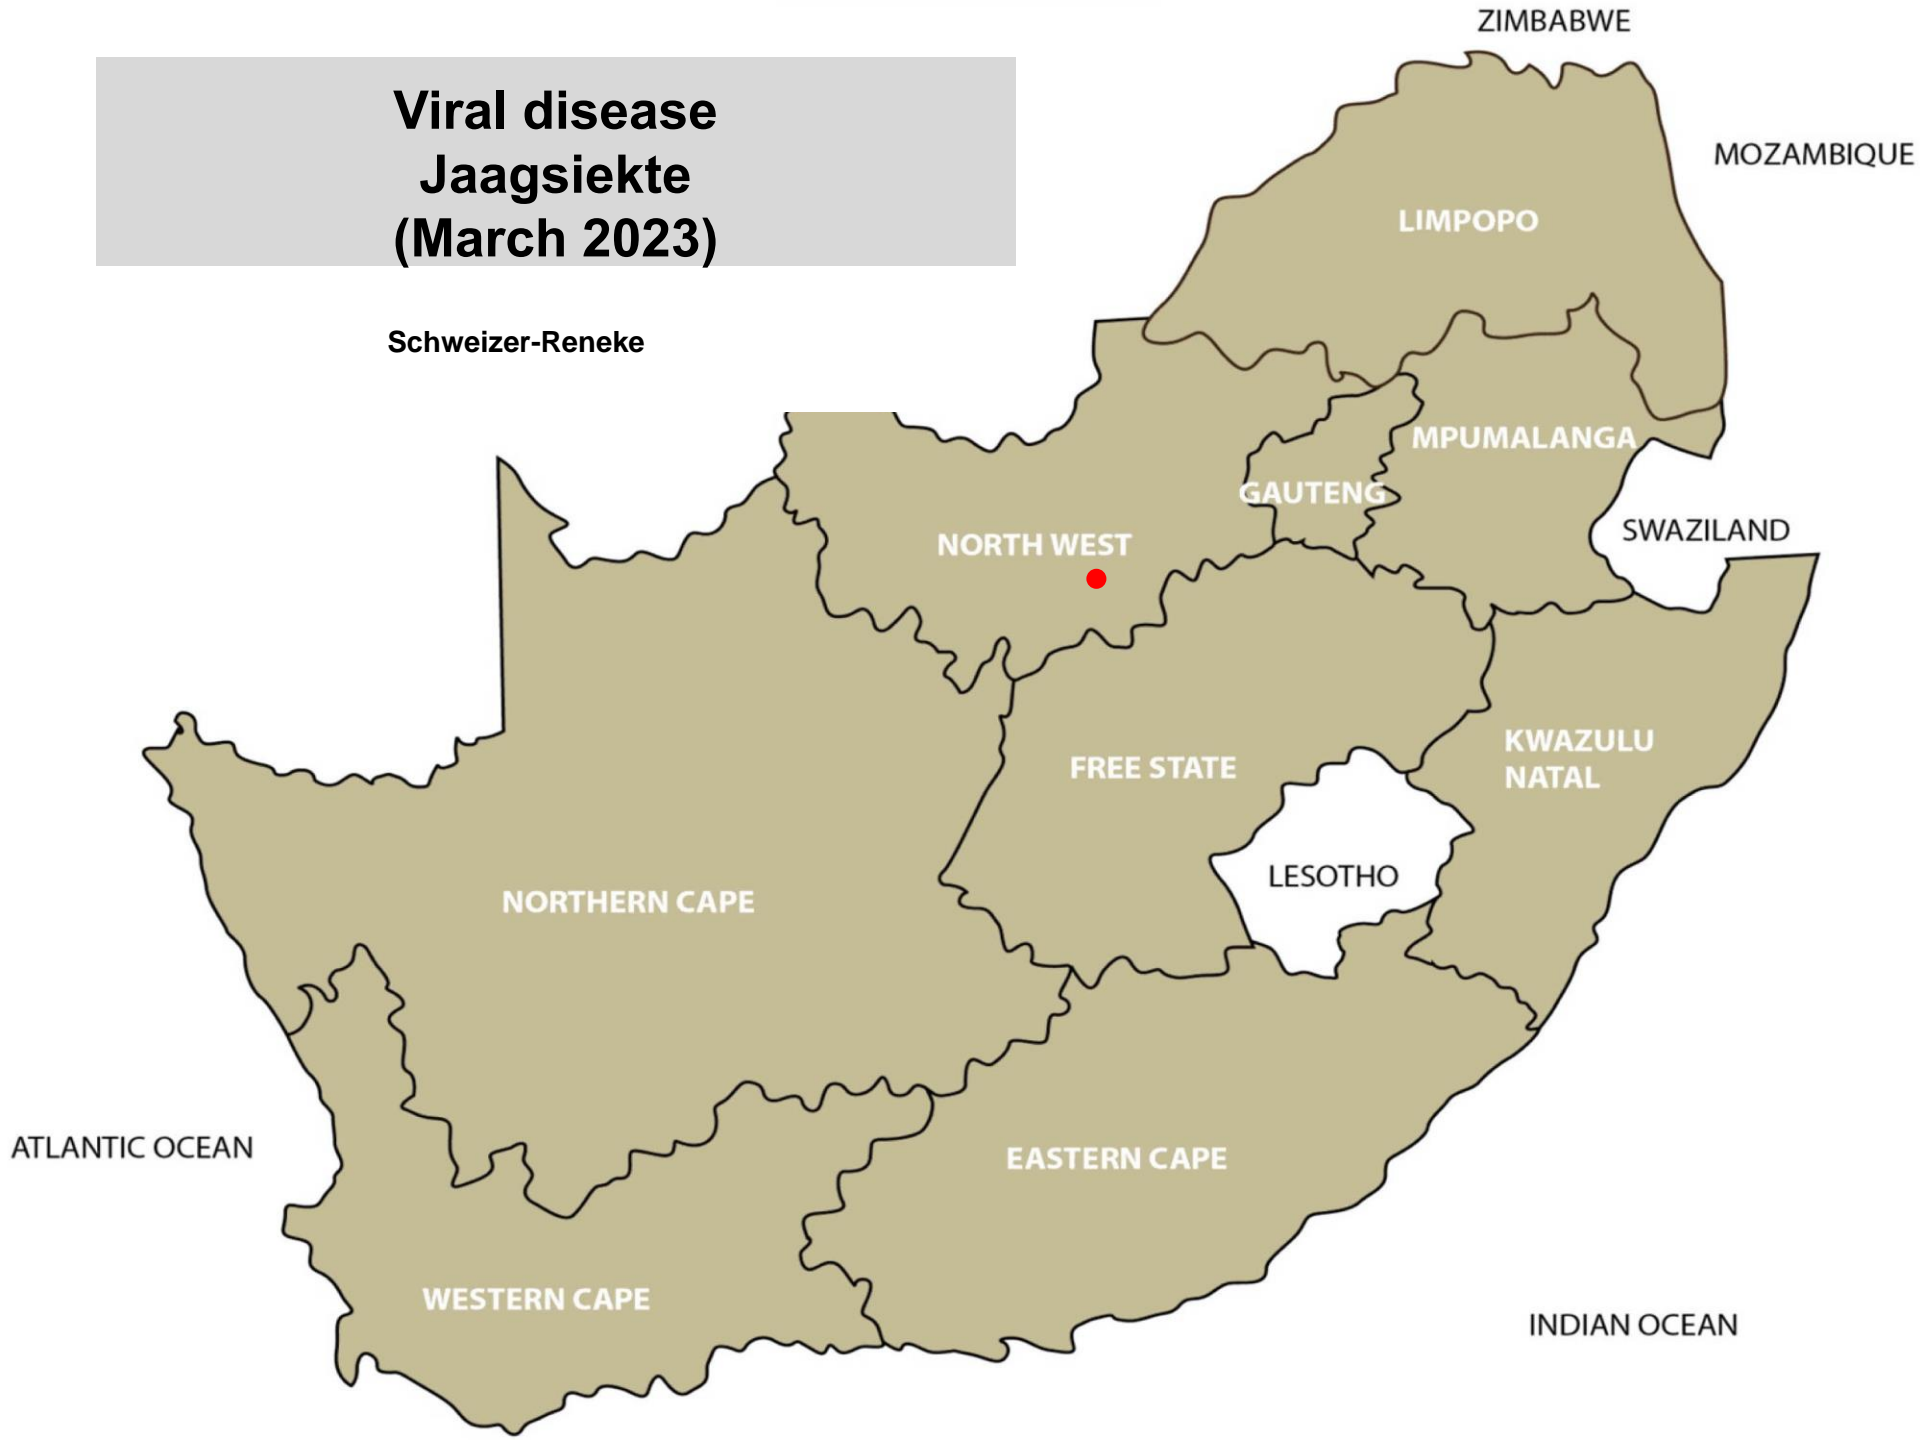 Viral disease
Jaagsiekte
(March 2023)
Schweizer-Reneke
ZIMBABWE
MOZAMBIQUE
LIMPOPO
MPUMALANGA
GAUTENG
SWAZILAND
NORTH WEST
KWAZULU
NATAL
FREE STATE
LESOTHO
NORTHERN CAPE
ATLANTIC OCEAN
EASTERN CAPE
WESTERN CAPE
INDIAN OCEAN